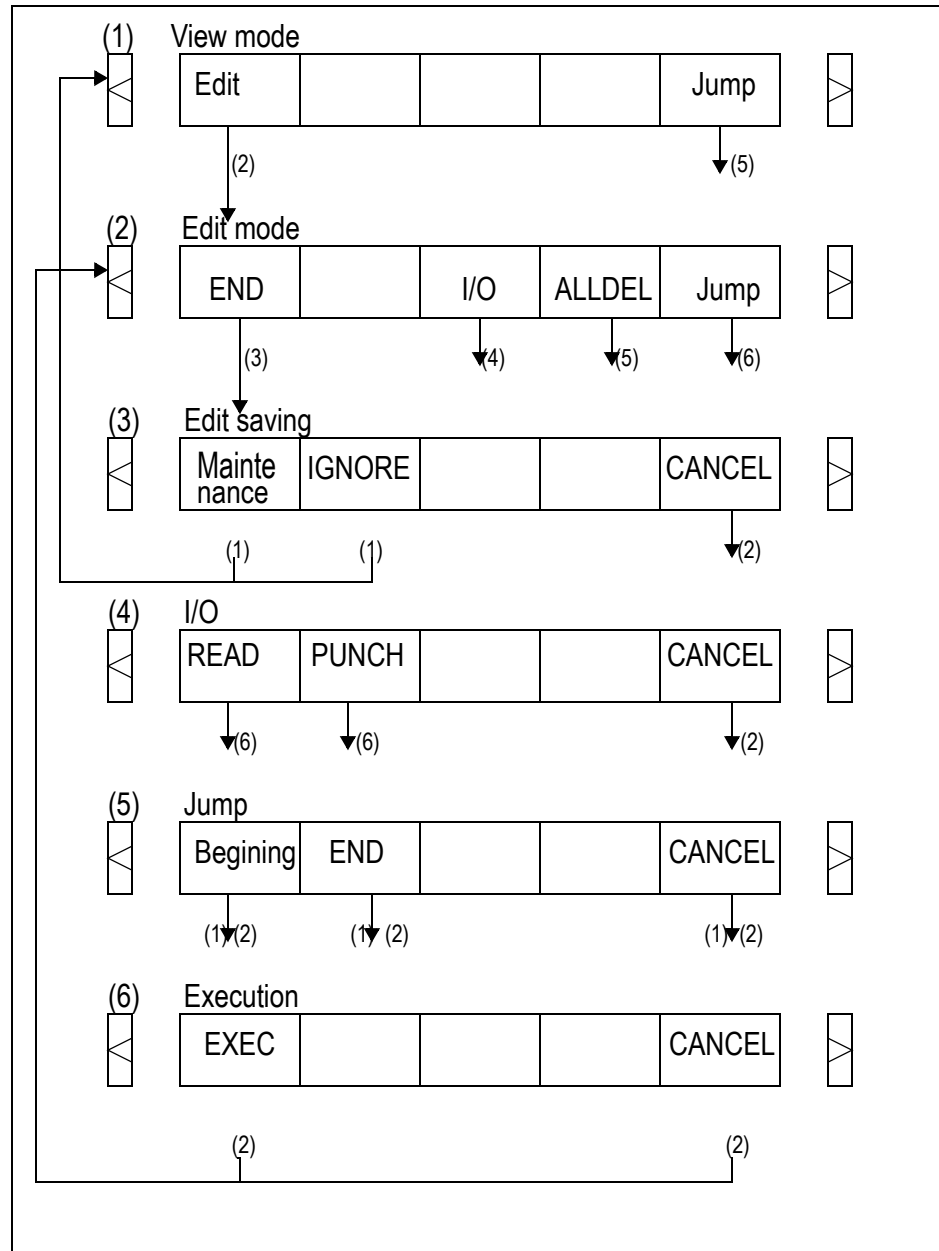 (1) View mode
< Edit Jump >
(2) (5)
(2) Edit mode
< END I/O ALLDEL Jump >
(3) (4) (5) (6)
(3) Edit saving
< Mainte IGNORE CANCEL >
nance
(1) (1) (2)
(4) I/O
< READ PUNCH CANCEL >
(6) (6) (2)
(5) Jump
< Begining END CANCEL >
(1) (2) (1) (2) (1) (2)
(6) Execution
< EXEC CANCEL >
(2) (2)